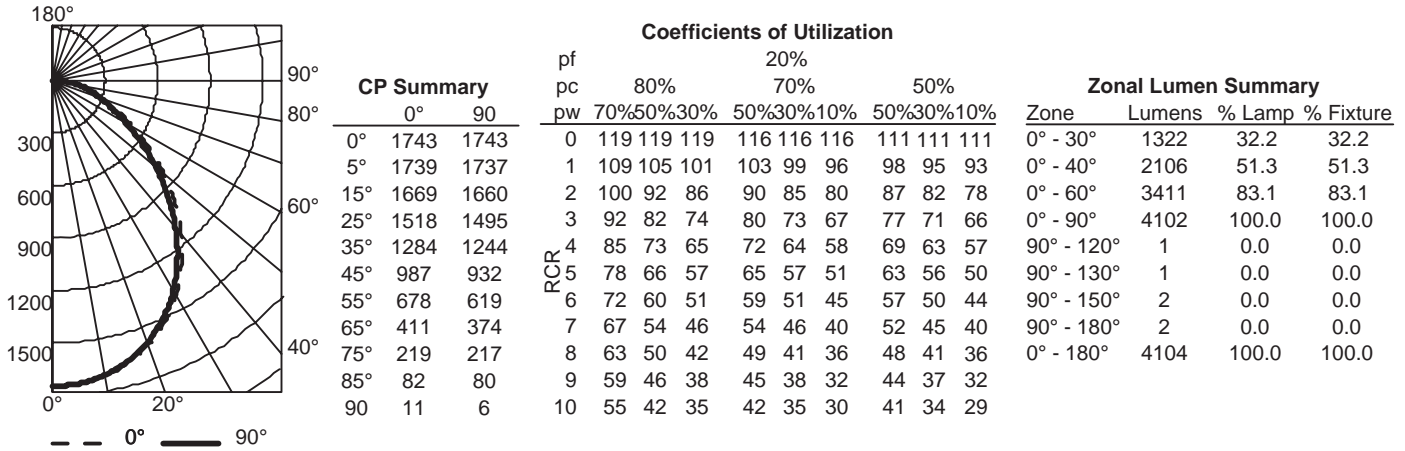 180°
90°
80°
300
600
60°
900
1200
1500
40°
0° 20°
0° 90°
CP Summary
0° 90
0° 1743 1743
5° 1739 1737
15° 1669 1660
25° 1518 1495
35° 1284 1244
45° 987 932
55° 678 619
65° 411 374
75° 219 217
85° 82 80
90 11 6
Coefficients of Utilization
pf 20%
pc 80% 70% 50%
pw 70%50%30% 50%30%10% 50%30%10%
RCR
0 119 119 119 116 116 116 111 111 111
1 109 105 101 103 99 96 98 95 93
2 100 92 86 90 85 80 87 82 78
3 92 82 74 80 73 67 77 71 66
4 85 73 65 72 64 58 69 63 57
5 78 66 57 65 57 51 63 56 50
6 72 60 51 59 51 45 57 50 44
7 67 54 46 54 46 40 52 45 40
8 63 50 42 49 41 36 48 41 36
9 59 46 38 45 38 32 44 37 32
10 55 42 35 42 35 30 41 34 29
Zonal Lumen Summary
Zone Lumens % Lamp % Fixture
0° - 30° 1322 32.2 32.2
0° - 40° 2106 51.3 51.3
0° - 60° 3411 83.1 83.1
0° - 90° 4102 100.0 100.0
90° - 120° 1 0.0 0.0
90° - 130° 1 0.0 0.0
90° - 150° 2 0.0 0.0
90° - 180° 2 0.0 0.0
0° - 180° 4104 100.0 100.0